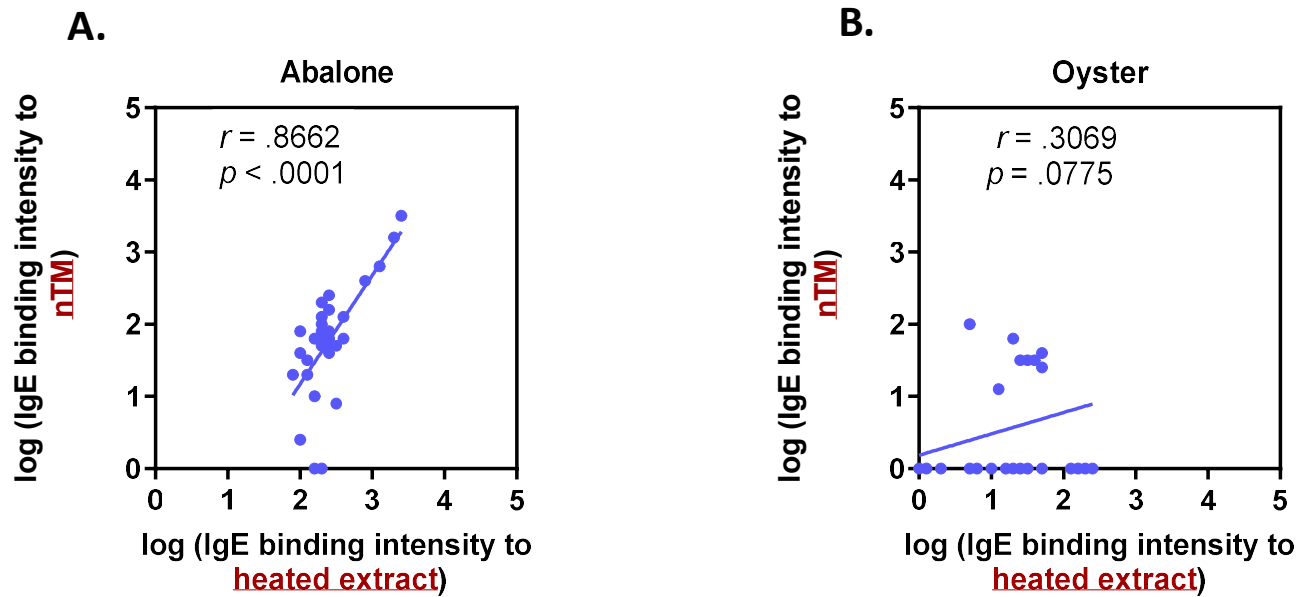 A.
Abalone
r = .8662
p < .0001
5
4
3
2
1
0
0 1 2 3 4 5
log (IgE binding intensity to
nTM)
log (IgE binding intensity to
heated extract)
B.
Oyster
r = .3069
p = .0775
5
4
3
2
1
0
0 1 2 3 4 5
log (IgE binding intensity to
nTM)
log (IgE binding intensity to
heated extract)